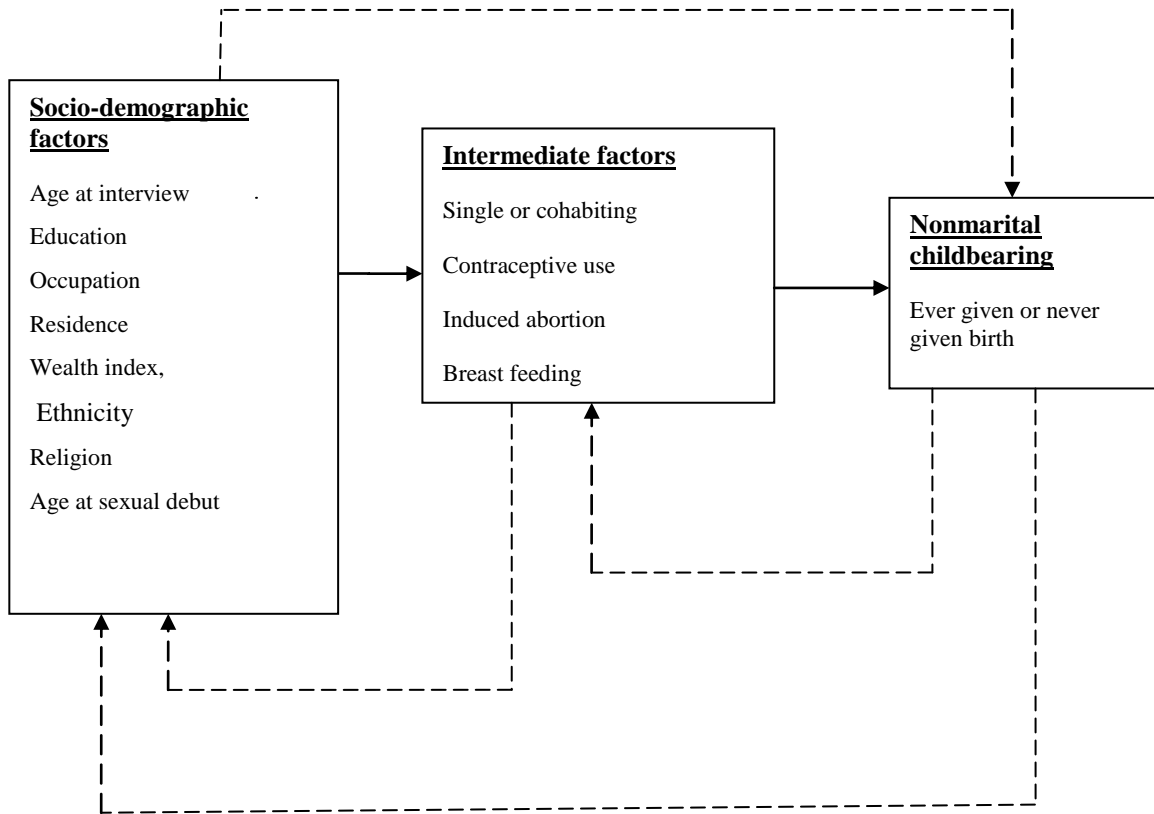 Socio-demographic
factors
Age at interview
Education
Occupation
Residence
Wealth index,
Ethnicity
Religion
Age at sexual debut
Intermediate factors
Single or cohabiting
Contraceptive use
Induced abortion
Breast feeding
Nonmarital
childbearing
Ever given or never
given birth